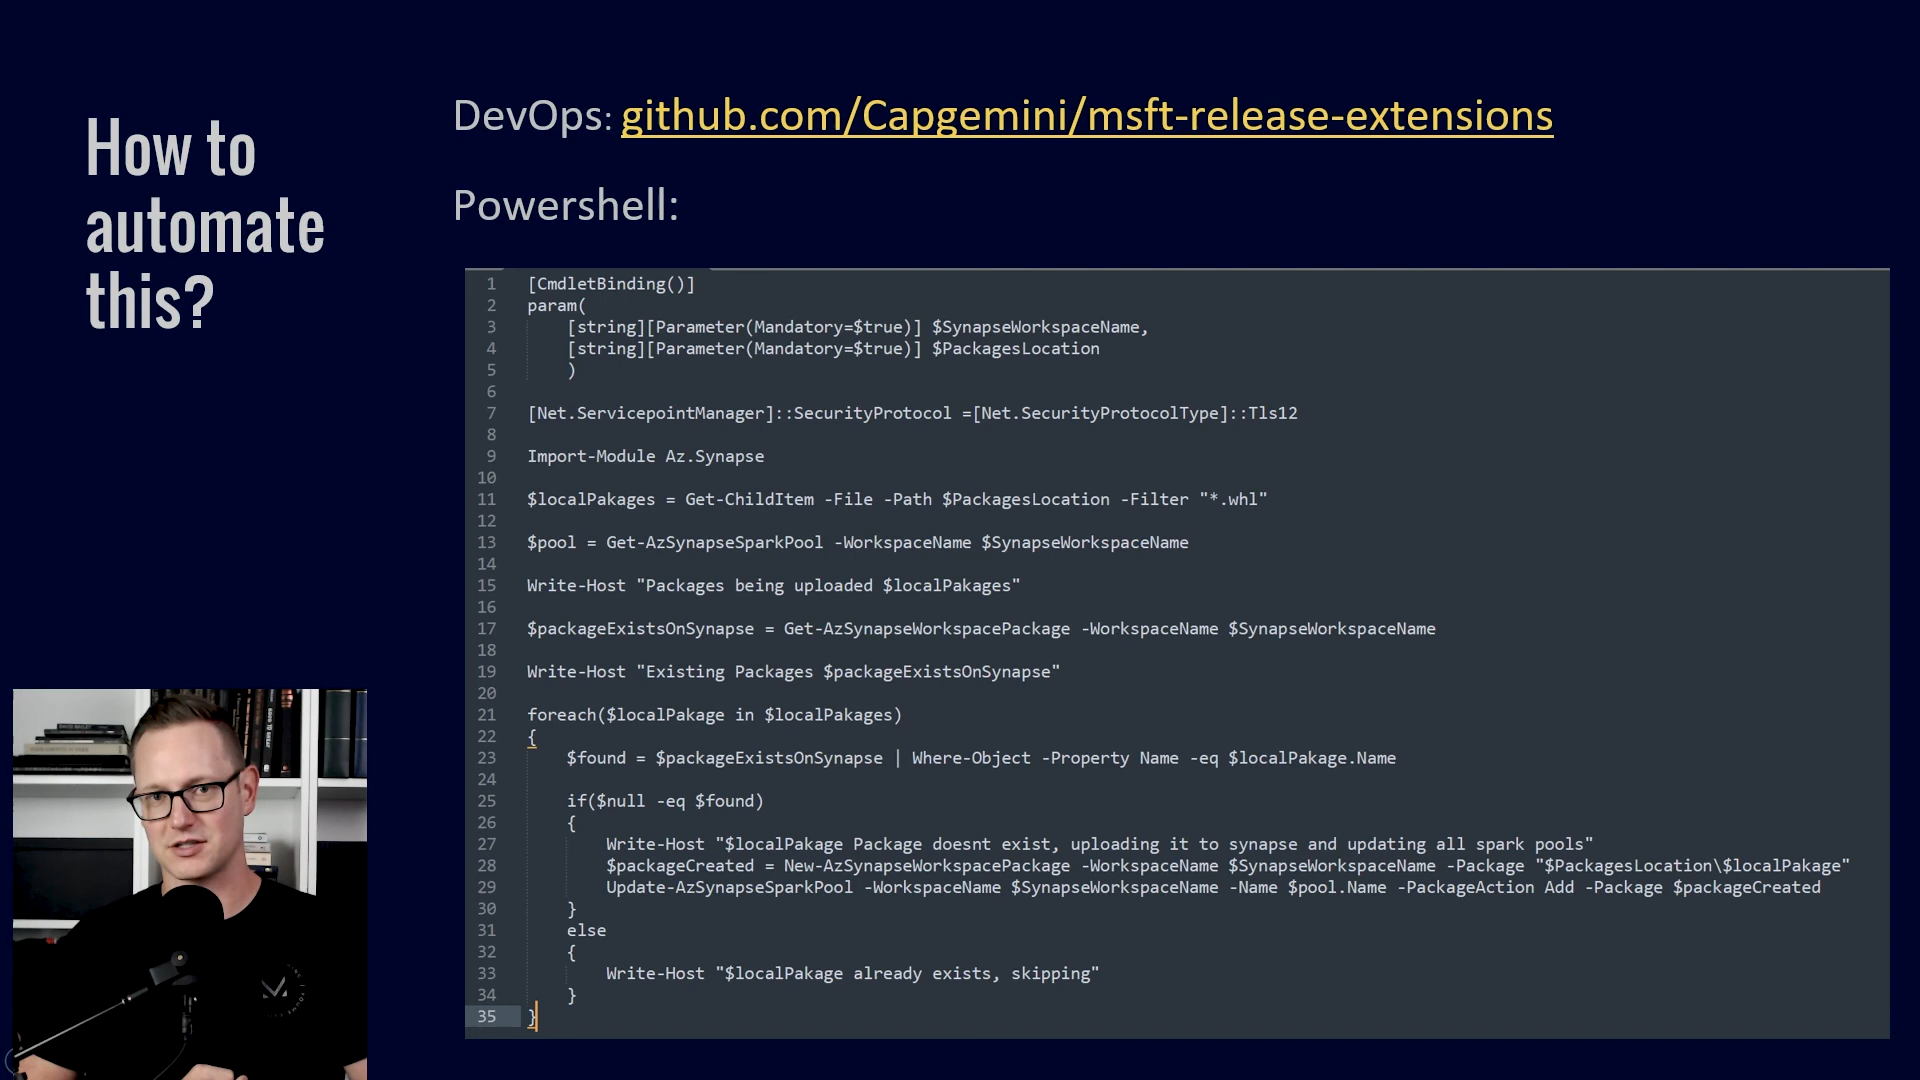 How to
automate
this?
DevOps: github.com/Capgemini/msft-release-extensions
Powershell:
1 [CmdletBinding()]
2 param(
3 [string][Parameter(Mandatory=$true)] $SynapseWorkspaceName,
4 [string][Parameter(Mandatory=$true)] $PackagesLocation
5 )
6
7 [Net.ServicepointManager]::SecurityProtocol =[Net.SecurityProtocolType]::Tls12
8
9 Import-Module Az.Synapse
10
11 $localPakages = Get-ChildItem -File -Path $PackagesLocation -Filter "*.whl"
12
13 $pool = Get-AzSynapseSparkPool -WorkspaceName $SynapseWorkspaceName
14
15 Write-Host "Packages being uploaded $localPakages"
16
17 $packageExistsOnSynapse = Get-AzSynapseWorkspacePackage -WorkspaceName $SynapseWorkspaceName
18
19 Write-Host "Existing Packages $packageExistsOnSynapse"
20
21 foreach($localPakage in $localPakages)
22 {
23 $found = $packageExistsOnSynapse | Where-Object -Property Name -eq $localPakage.Name
24
25 if($null -eq $found)
26 {
27 Write-Host "$localPakage Package doesnt exist, uploading it to synapse and updating all spark pools"
28 $packageCreated = New-AzSynapseWorkspacePackage -WorkspaceName $SynapseWorkspaceName -Package "$PackagesLocation\$localPakage"
29 Update-AzSynapseSparkPool -WorkspaceName $SynapseWorkspaceName -Name $pool.Name -PackageAction Add -Package $packageCreated
30 }
31 else
32 {
33 Write-Host "$localPakage already exists, skipping"
34 }
35 }